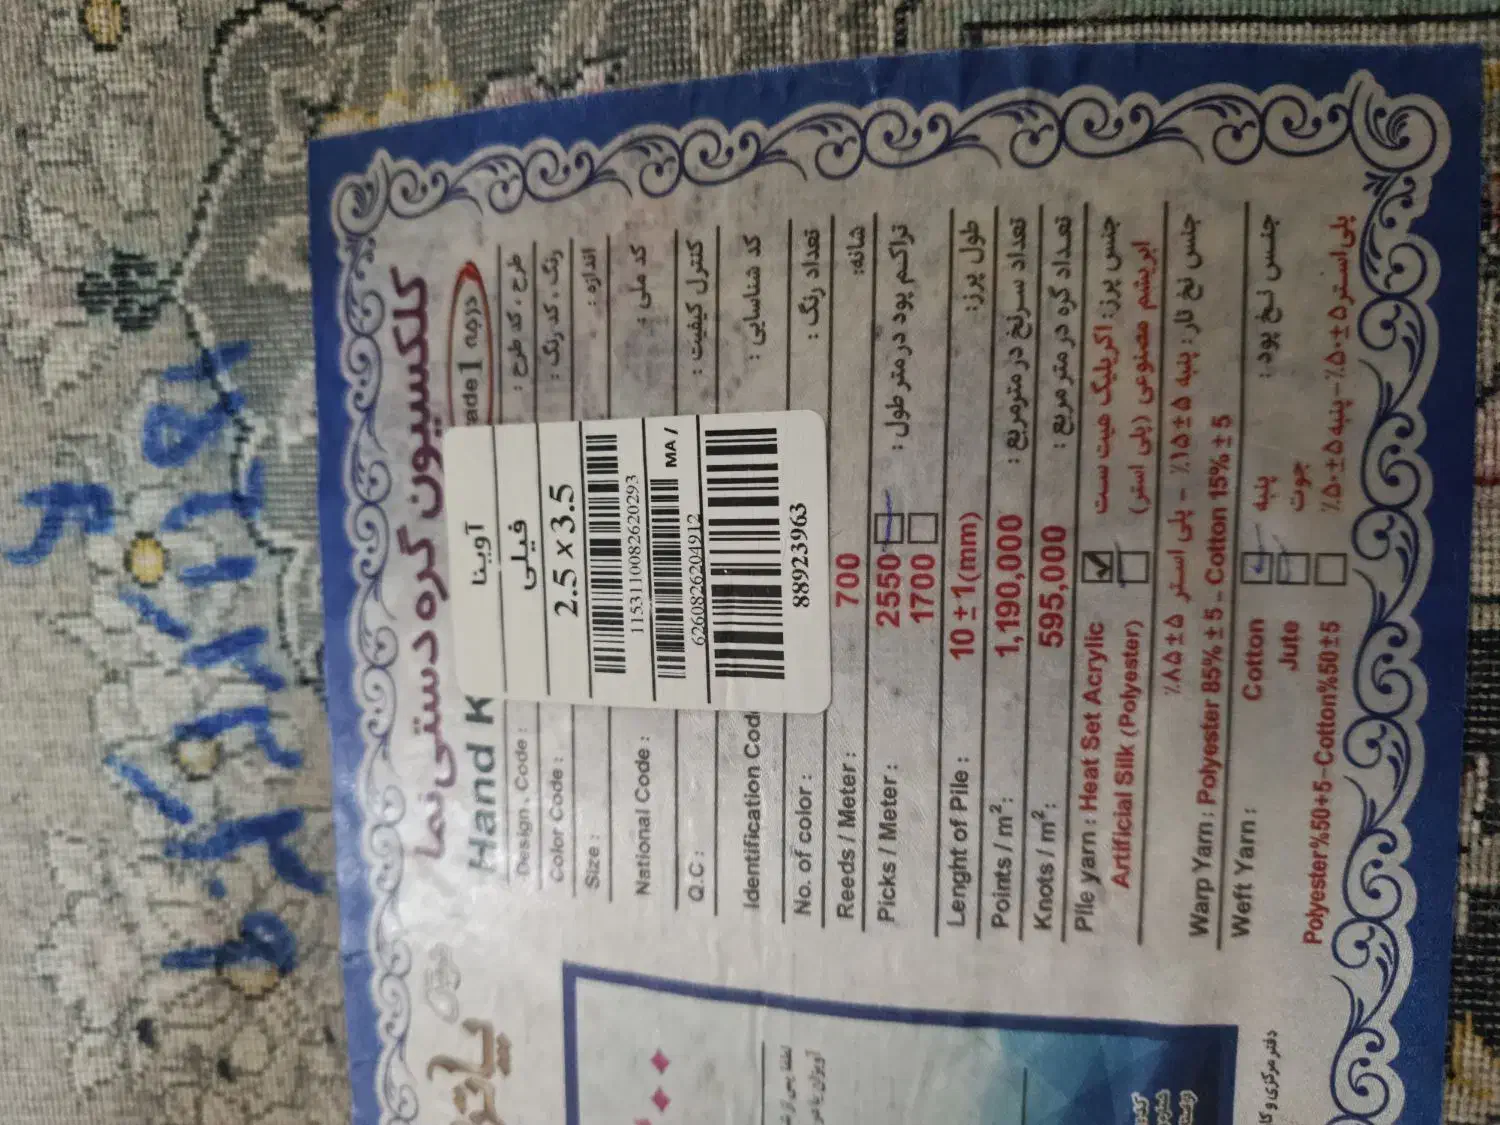 کلکسیون گره دستی نما
Hand K
ade 1 درجه
Design . Code :
آوینا
طرح ، کد طرح :
Color Code :
فیلی
رنگ ، کد رنگ :
Size :
2.5 x 3.5
اندازه :
National Code :
11531100826​20293
کد ملی :
Q.C :
6260826204912
MA /
کنترل کیفیت :
Identification Cod
کد شناسایی :
88923963
No. of color :
تعداد رنگ :
Reeds / Meter :
700
شانه:
Picks / Meter :
2550
1700
تراکم پود در متر طول :
Lenght of Pile :
10 ± 1(mm)
طول پرز:
Points / m²:
1,190,000
تعداد سرنخ در مترمربع :
Knots / m²:
595,000
تعداد گره در متر مربع :
Pile yarn : Heat Set Acrylic
جنس پرز: اکریلیک هیت ست
Artificial Silk (Polyester)
ابریشم مصنوعی (پلی استر)
جنس نخ تار : پنبه ۵±۱۵٪ - پلی استر ۵±۸۵٪
Warp Yarn : Polyester 85% ± 5 - Cotton 15% ± 5
Weft Yarn :
جنس نخ پود :
Cotton
پنبه
Jute
جوت
Polyester%50+5-Cotton%50±5
پلی استر۵±۵۰٪-پنبه۵±۵۰٪